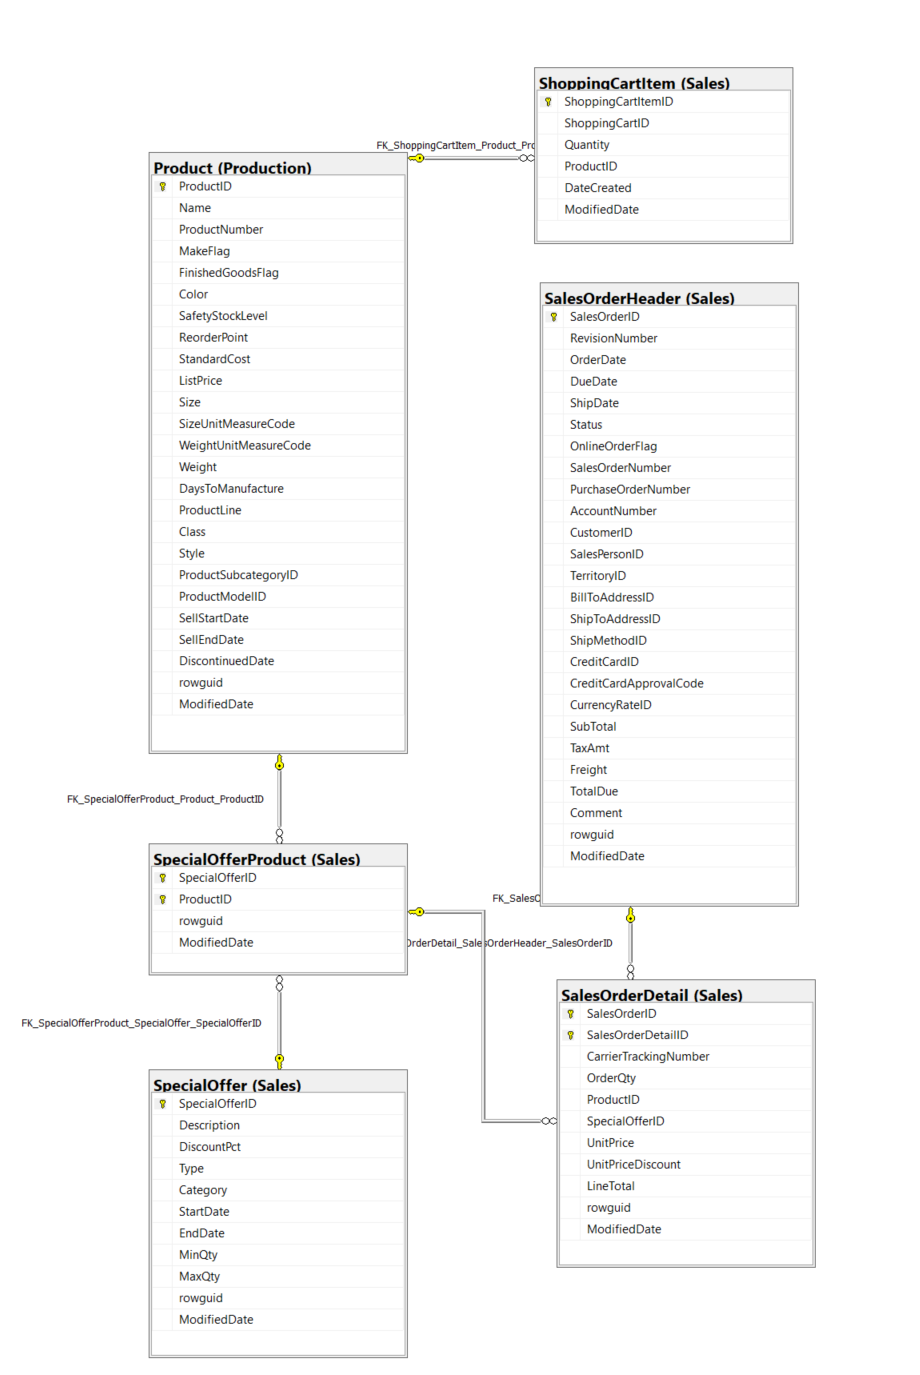 ShoppingCartItem (Sales)
ShoppingCartItemID
ShoppingCartID
Quantity
ProductID
DateCreated
ModifiedDate
FK_ShoppingCartItem_Product_Pro
Product (Production)
ProductID
Name
ProductNumber
MakeFlag
FinishedGoodsFlag
Color
SafetyStockLevel
ReorderPoint
StandardCost
ListPrice
Size
SizeUnitMeasureCode
WeightUnitMeasureCode
Weight
DaysToManufacture
ProductLine
Class
Style
ProductSubcategoryID
ProductModelID
SellStartDate
SellEndDate
DiscontinuedDate
rowguid
ModifiedDate
SalesOrderHeader (Sales)
SalesOrderID
RevisionNumber
OrderDate
DueDate
ShipDate
Status
OnlineOrderFlag
SalesOrderNumber
PurchaseOrderNumber
AccountNumber
CustomerID
SalesPersonID
TerritoryID
BillToAddressID
ShipToAddressID
ShipMethodID
CreditCardID
CreditCardApprovalCode
CurrencyRateID
SubTotal
TaxAmt
Freight
TotalDue
Comment
rowguid
ModifiedDate
FK_SpecialOfferProduct_Product_ProductID
SpecialOfferProduct (Sales)
SpecialOfferID
ProductID
rowguid
ModifiedDate
FK_SalesO
OrderDetail_SalesOrderHeader_SalesOrderID
FK_SpecialOfferProduct_SpecialOffer_SpecialOfferID
SalesOrderDetail (Sales)
SalesOrderID
SalesOrderDetailID
CarrierTrackingNumber
OrderQty
ProductID
SpecialOfferID
UnitPrice
UnitPriceDiscount
LineTotal
rowguid
ModifiedDate
SpecialOffer (Sales)
SpecialOfferID
Description
DiscountPct
Type
Category
StartDate
EndDate
MinQty
MaxQty
rowguid
ModifiedDate